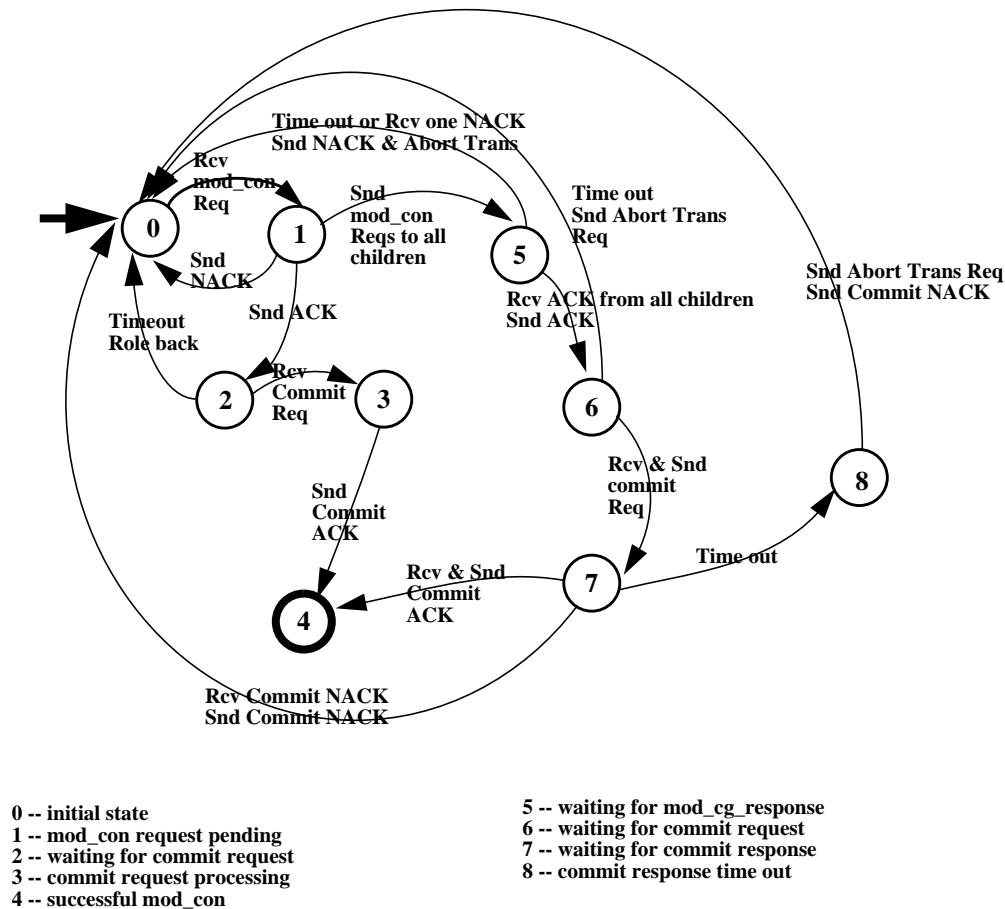 Time out or Rcv one NACK
Snd NACK & Abort Trans
Rcv
mod_con
Req
Snd
mod_con
Reqs to all
children
Time out
Snd Abort Trans
Req
0
1
5
Snd
NACK
Snd ACK
Rcv ACK from all children
Snd ACK
Snd Abort Trans Req
Snd Commit NACK
Timeout
Role back
Rcv
Commit
Req
2
3
6
Rcv & Snd
commit
Req
8
Snd
Commit
ACK
Time out
Rcv & Snd
Commit
ACK
7
4
Rcv Commit NACK
Snd Commit NACK
0 -- initial state
1 -- mod_con request pending
2 -- waiting for commit request
3 -- commit request processing
4 -- successful mod_con
5 -- waiting for mod_cg_response
6 -- waiting for commit request
7 -- waiting for commit response
8 -- commit response time out